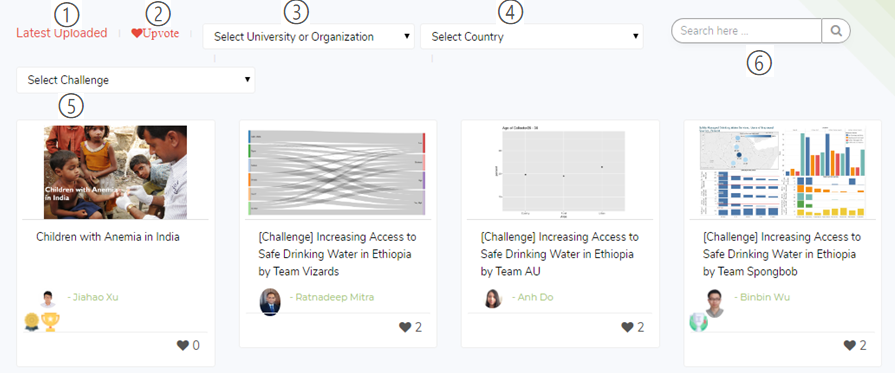 ① ② ③ ④
Latest Uploaded Upvote Select University or Organization Select Country Search here ...
⑥
Select Challenge
⑤
Children with Anemia
in India
Age of Collected
Children with Anemia in India
- Jiahao Xu
0
[Challenge] Increasing Access to
Safe Drinking Water in Ethiopia
by Team Vizards
- Ratnadeep Mitra
2
[Challenge] Increasing Access to
Safe Drinking Water in Ethiopia
by Team AU
- Anh Do
2
[Challenge] Increasing Access to
Safe Drinking Water in Ethiopia
by Team Spongbob
- Binbin Wu
2